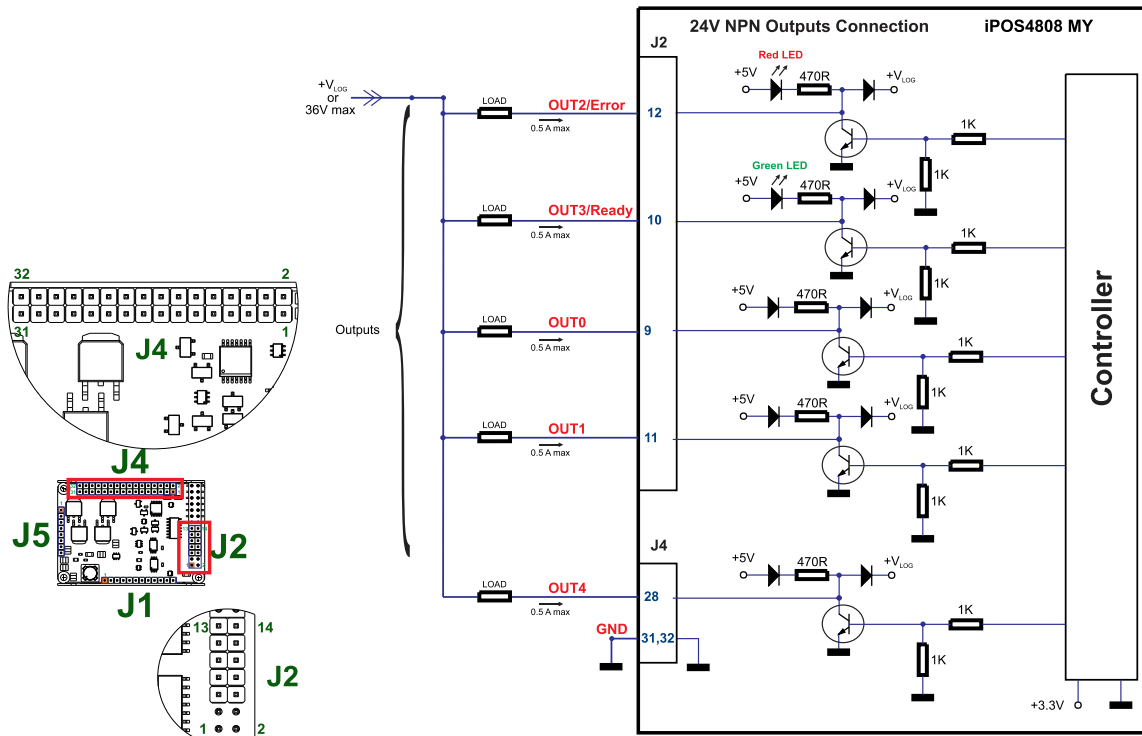 24V NPN Outputs Connection
iPOS4808 MY
J2
Red LED
+5V
470R
+VLOG
+VLOG
or
36V max
LOAD
OUT2/Error
0.5 A max
12
1K
1K
Green LED
+5V
470R
+VLOG
LOAD
OUT3/Ready
0.5 A max
10
1K
1K
32
2
31
1
J4
Outputs
+5V
470R
+VLOG
LOAD
OUT0
0.5 A max
9
1K
1K
Controller
+5V
470R
+VLOG
LOAD
OUT1
0.5 A max
11
1K
1K
J4
J5
J2
J1
J4
+5V
470R
+VLOG
LOAD
OUT4
0.5 A max
28
1K
1K
GND
31,32
+3.3V
13
14
J2
1
2